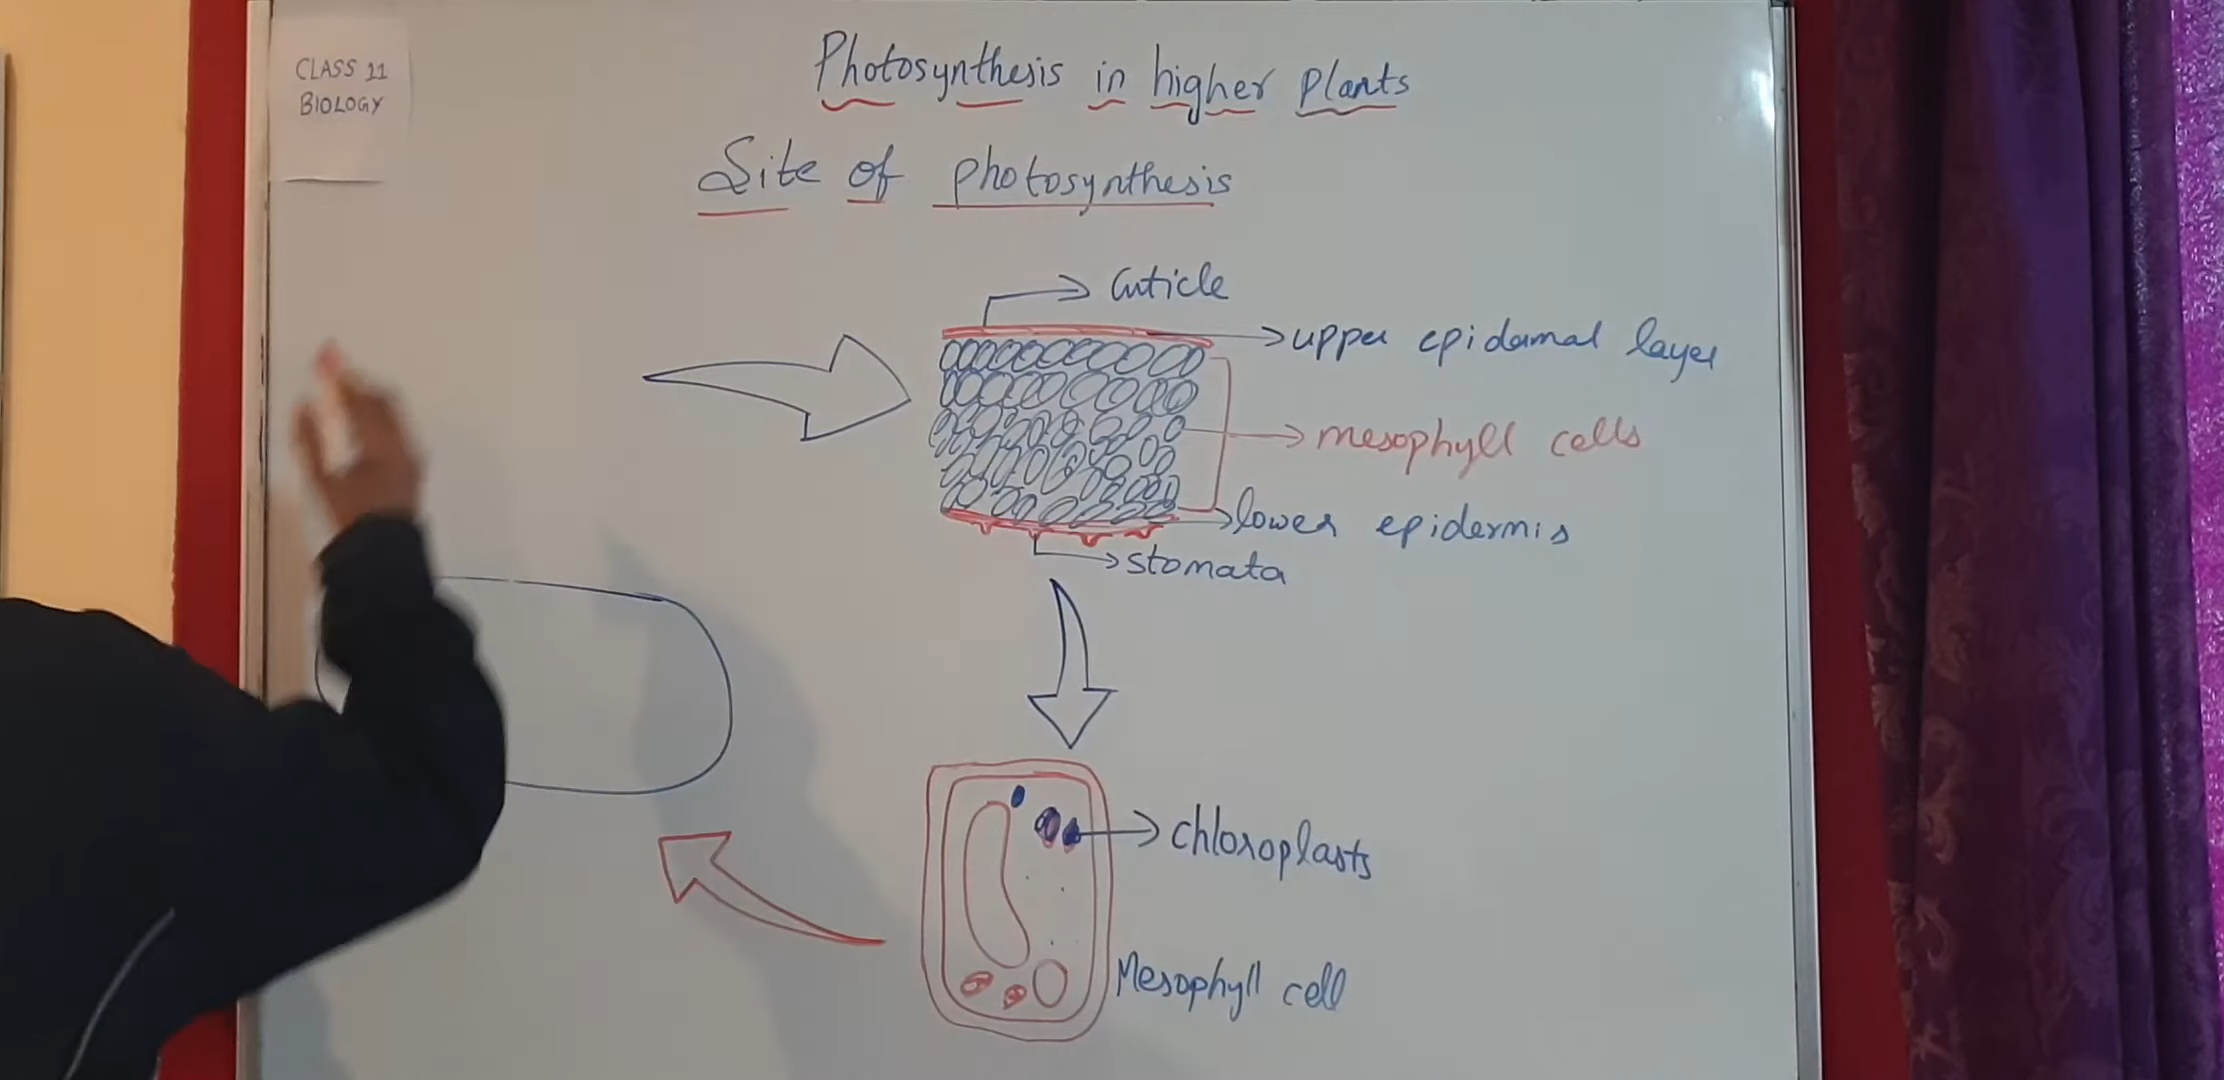 CLASS 11
BIOLOGY
Photosynthesis in higher plants
Site of photosynthesis
Cuticle
upper epidamal layer
mesophyll cells
lower epidermis
stomata
chloroplasts
Mesophyll cell